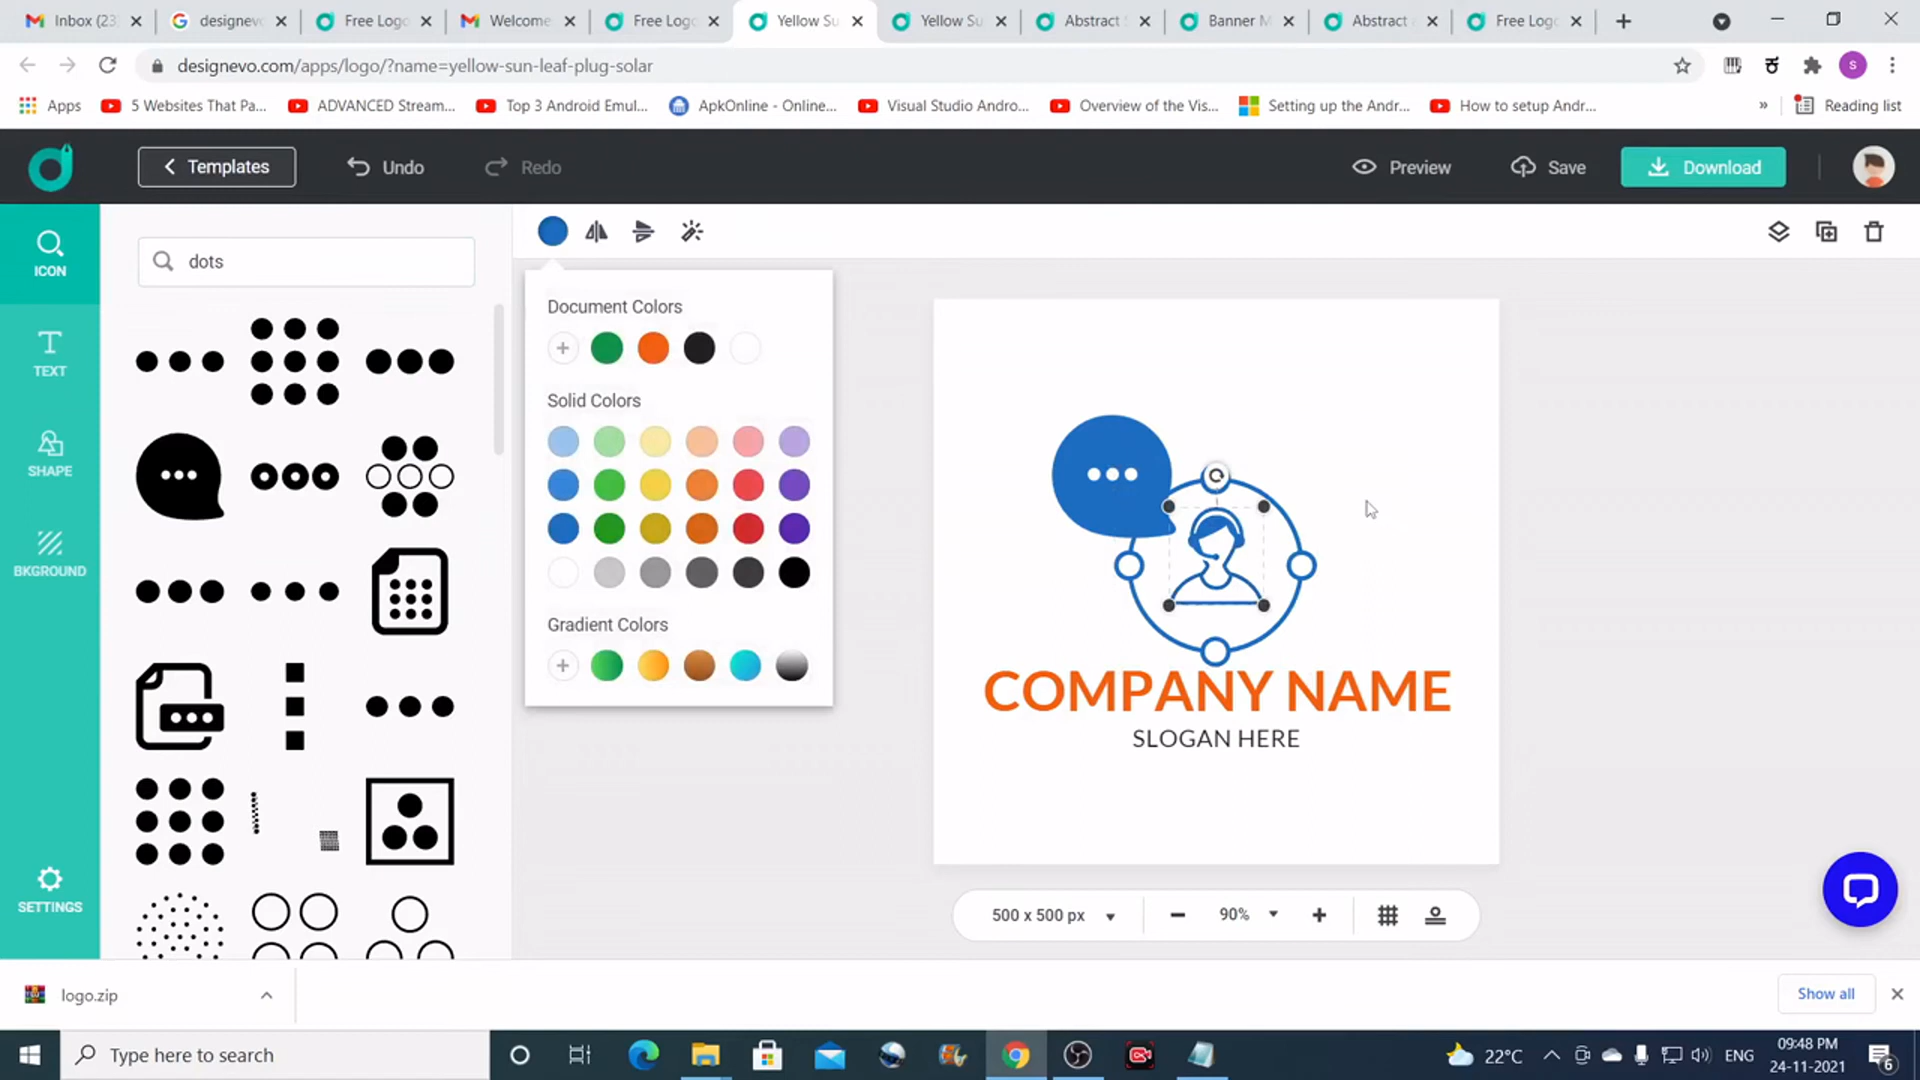 Inbox (23)
designevo
Free Logo
Welcome
Free Logo
Yellow Su
Yellow Su
Abstract
Banner M
Abstract
Free Logo
designevo.com/apps/logo/?name=yellow-sun-leaf-plug-solar
S
Apps
5 Websites That Pa...
ADVANCED Stream...
Top 3 Android Emul...
ApkOnline - Online...
Visual Studio Andro...
Overview of the Vis...
Setting up the Andr...
How to setup Andr...
»
Reading list
Templates
Undo
Redo
Preview
Save
Download
ICON
TEXT
SHAPE
BKGROUND
SETTINGS
dots
Document Colors
Solid Colors
Gradient Colors
COMPANY NAME
SLOGAN HERE
500 x 500 px
90%
logo.zip
Show all
Type here to search
22°C
ENG
09:48 PM
24-11-2021
6